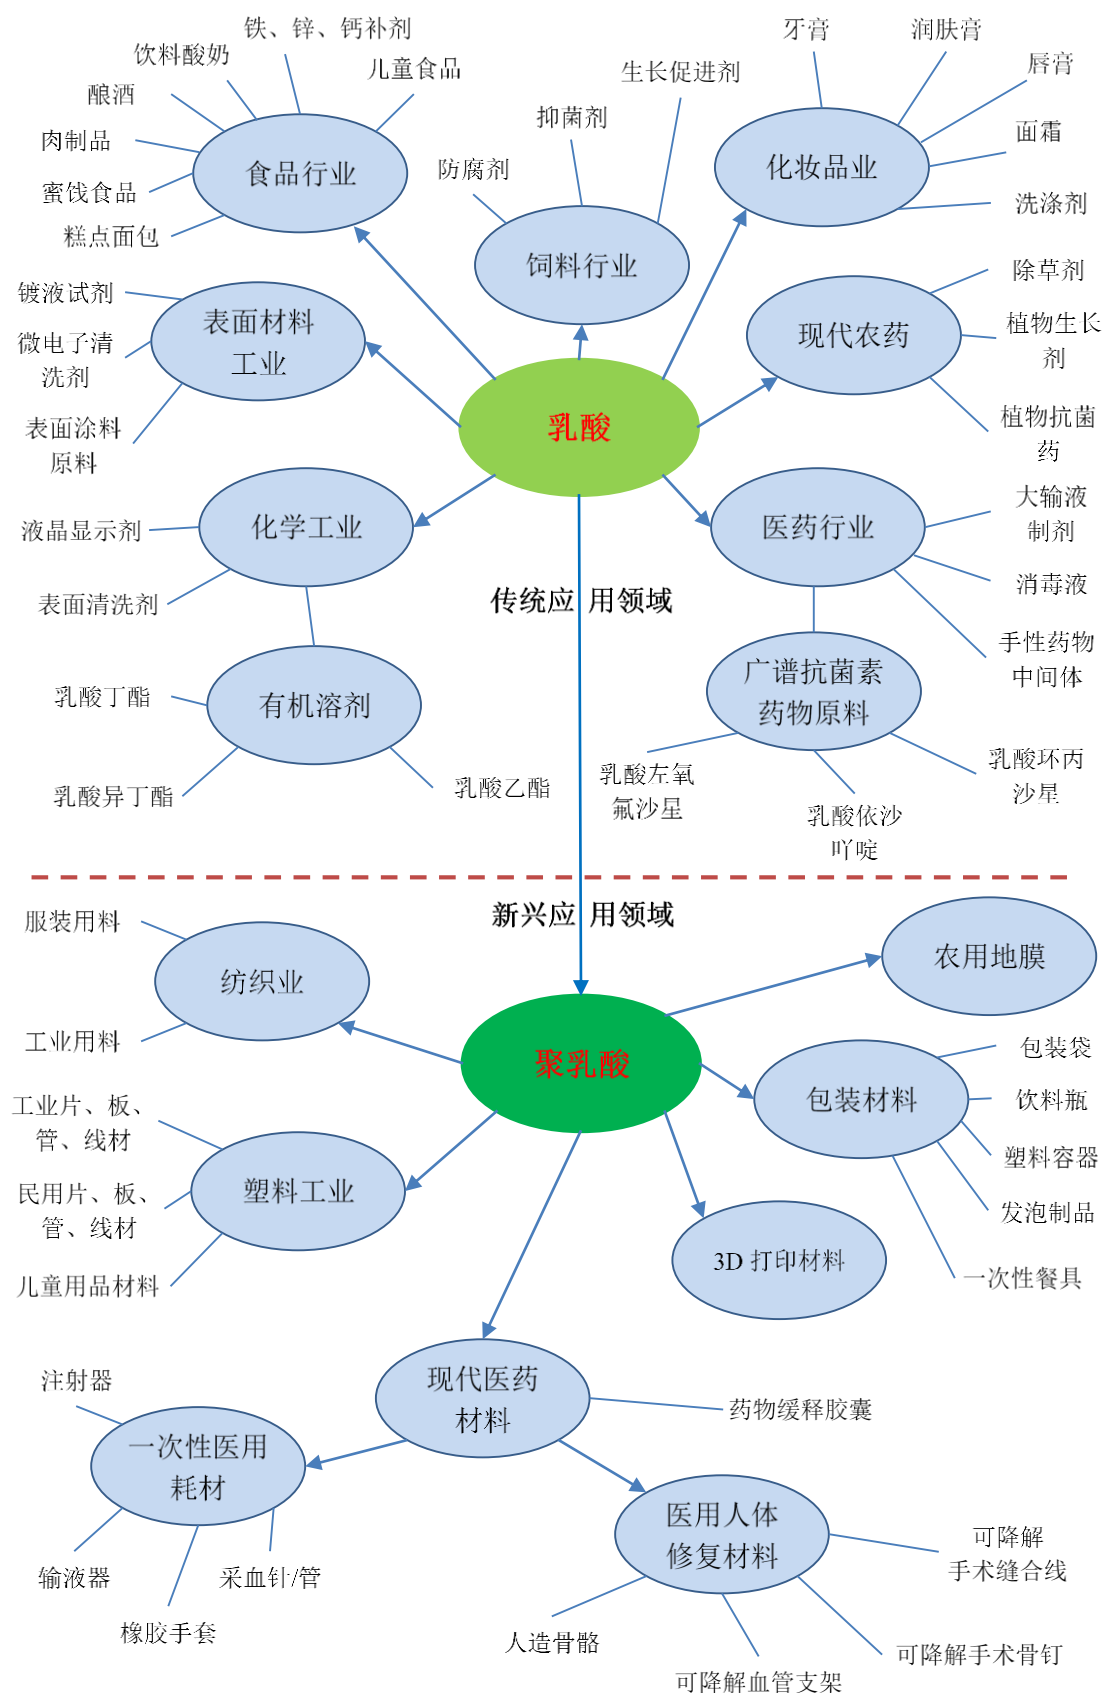 铁、锌、钙补剂
饮料酸奶
儿童食品
酿酒
肉制品
蜜饯食品
糕点面包
食品行业
生长促进剂
抑菌剂
防腐剂
饲料行业
牙膏
润肤膏
唇膏
面霜
洗涤剂
化妆品业
镀液试剂
微电子清
洗剂
表面涂料
原料
表面材料
工业
乳酸
除草剂
植物生长
剂
植物抗菌
药
现代农药
液晶显示剂
表面清洗剂
化学工业
大输液
制剂
消毒液
手性药物
中间体
医药行业
传统应 用领域
乳酸丁酯
乳酸异丁酯
乳酸乙酯
有机溶剂
广谱抗菌素
药物原料
乳酸左氧
氟沙星
乳酸依沙
吖啶
乳酸环丙
沙星
新兴应 用领域
服装用料
工业用料
纺织业
农用地膜
聚乳酸
包装材料
包装袋
饮料瓶
塑料容器
发泡制品
一次性餐具
工业片、板、
管、线材
民用片、板、
管、线材
儿童用品材料
塑料工业
3D 打印材料
现代医药
材料
药物缓释胶囊
注射器
一次性医用
耗材
输液器
橡胶手套
采血针/管
医用人体
修复材料
可降解
手术缝合线
人造骨骼
可降解血管支架
可降解手术骨钉